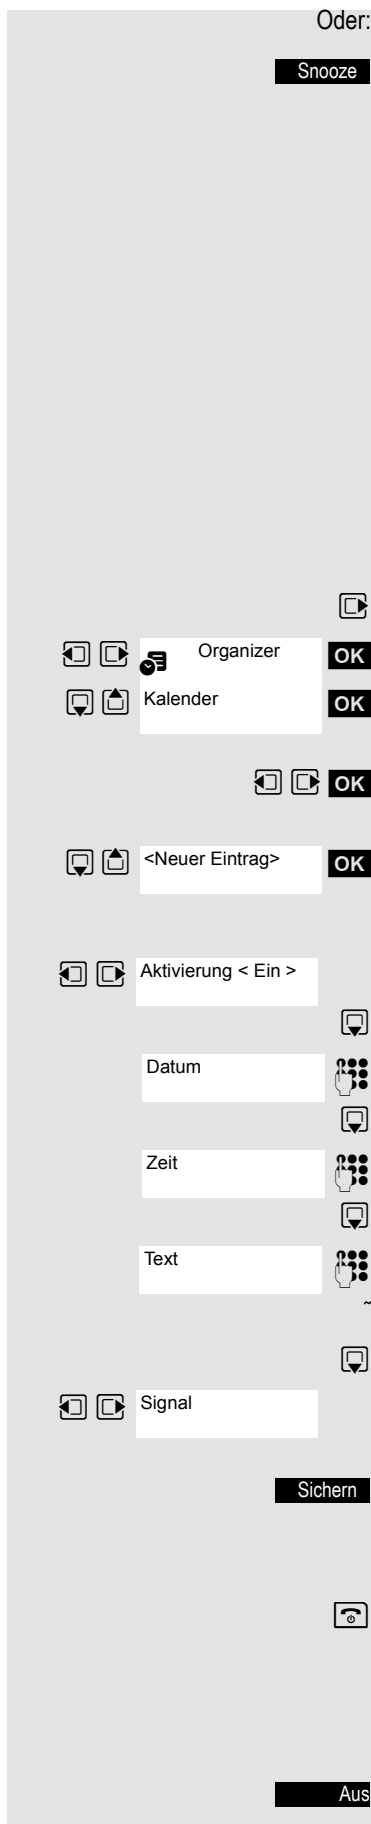 Oder:
Snooze
Organizer OK
Kalender OK
OK
<Neuer Eintrag> OK
Aktivierung < Ein >
Datum
Zeit
Text
~
Signal
Sichern
Aus